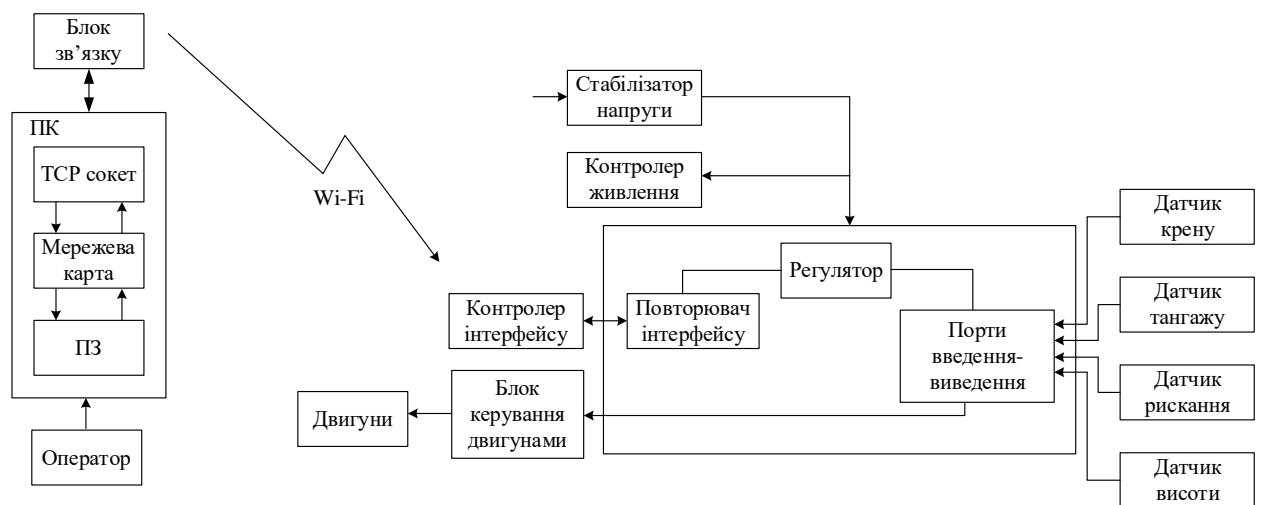 Блок
зв’язку
ПК
TCP сокет
Мережева
карта
ПЗ
Оператор
Wi-Fi
Стабілізатор
напруги
Контролер
живлення
Регулятор
Контролер
інтерфейсу
Повторювач
інтерфейсу
Порти
введення-
виведення
Двигуни
Блок
керування
двигунами
Датчик
крену
Датчик
тангажу
Датчик
рискання
Датчик
висоти